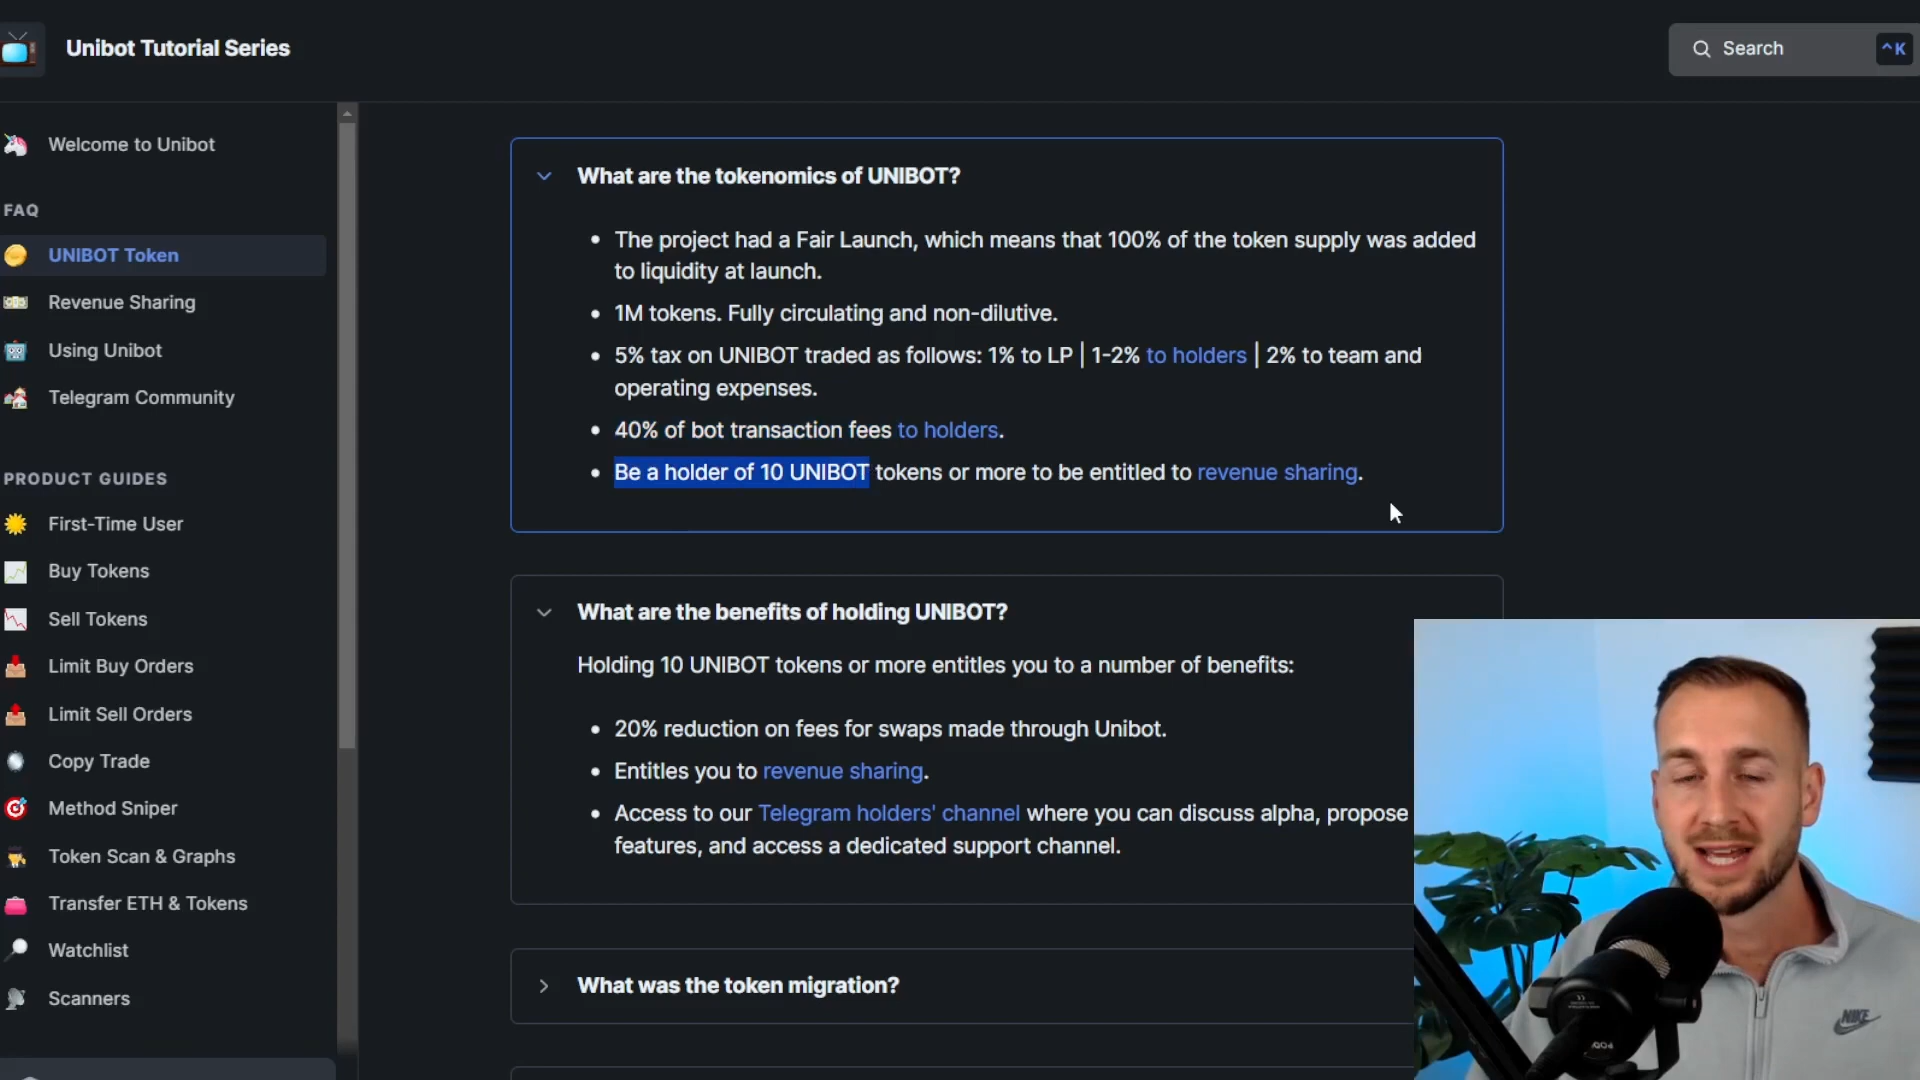 Unibot Tutorial Series
Search
^K
Welcome to Unibot
FAQ
UNIBOT Token
Revenue Sharing
Using Unibot
Telegram Community
PRODUCT GUIDES
First-Time User
Buy Tokens
Sell Tokens
Limit Buy Orders
Limit Sell Orders
Copy Trade
Method Sniper
Token Scan & Graphs
Transfer ETH & Tokens
Watchlist
Scanners
What are the tokenomics of UNIBOT?
• The project had a Fair Launch, which means that 100% of the token supply was added
to liquidity at launch.
• 1M tokens. Fully circulating and non-dilutive.
• 5% tax on UNIBOT traded as follows: 1% to LP | 1-2% to holders | 2% to team and
operating expenses.
• 40% of bot transaction fees to holders.
• Be a holder of 10 UNIBOT tokens or more to be entitled to revenue sharing.
What are the benefits of holding UNIBOT?
Holding 10 UNIBOT tokens or more entitles you to a number of benefits:
• 20% reduction on fees for swaps made through Unibot.
• Entitles you to revenue sharing.
• Access to our Telegram holders' channel where you can discuss alpha, propose
features, and access a dedicated support channel.
What was the token migration?
NIKE